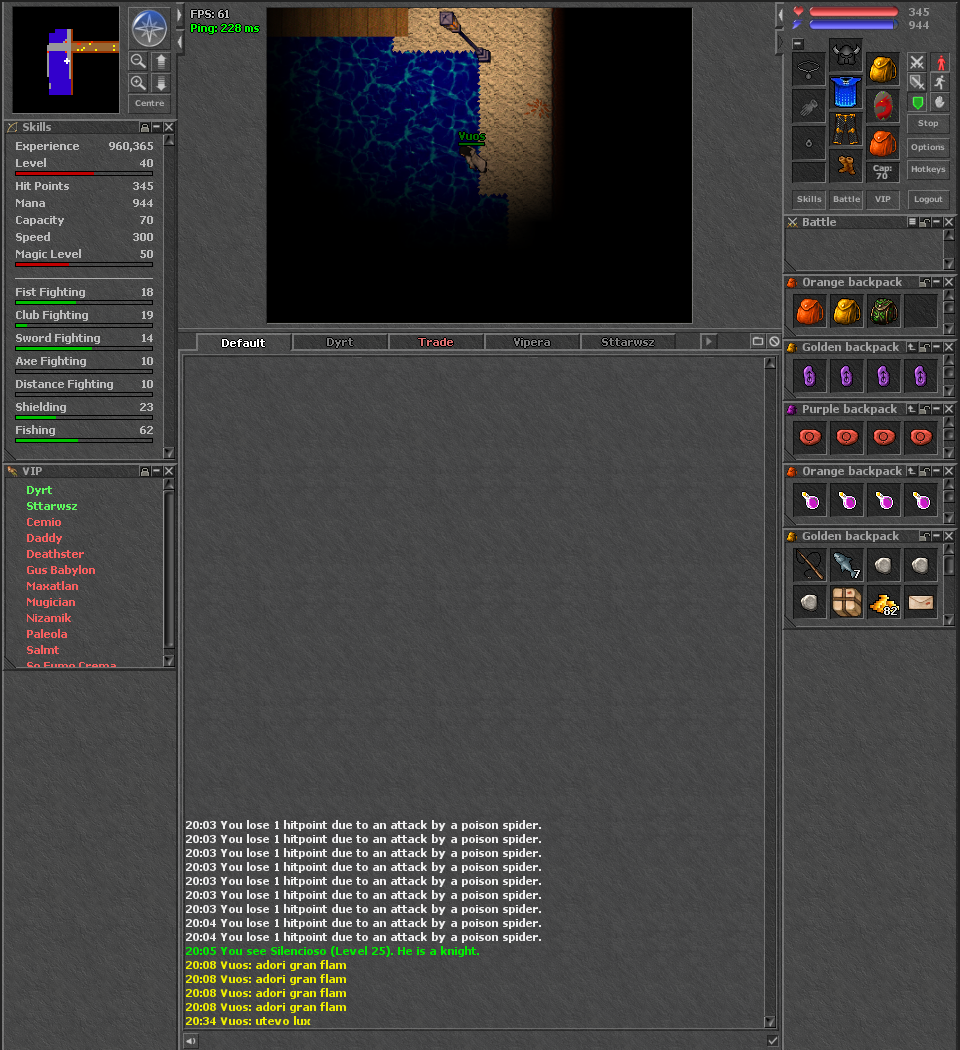 FPS: 61
Ping: 228 ms
Centre
Skills
Experience 960,365
Level 40
Hit Points 345
Mana 944
Capacity 70
Speed 300
Magic Level 50
Fist Fighting 18
Club Fighting 19
Sword Fighting 14
Axe Fighting 10
Distance Fighting 10
Shielding 23
Fishing 62
VIP
Dyrt
Sttarwsz
Cemio
Daddy
Deathster
Gus Babylon
Maxatlan
Mugician
Nizamik
Paleola
Salmt
So Fumo Crema
Vuos
Default Dyrt Trade Vipera Sttarwsz
20:03 You lose 1 hitpoint due to an attack by a poison spider.
20:03 You lose 1 hitpoint due to an attack by a poison spider.
20:03 You lose 1 hitpoint due to an attack by a poison spider.
20:03 You lose 1 hitpoint due to an attack by a poison spider.
20:03 You lose 1 hitpoint due to an attack by a poison spider.
20:03 You lose 1 hitpoint due to an attack by a poison spider.
20:03 You lose 1 hitpoint due to an attack by a poison spider.
20:04 You lose 1 hitpoint due to an attack by a poison spider.
20:04 You lose 1 hitpoint due to an attack by a poison spider.
20:05 You see Silencioso (Level 25). He is a knight.
20:08 Vuos: adori gran flam
20:08 Vuos: adori gran flam
20:08 Vuos: adori gran flam
20:08 Vuos: adori gran flam
20:34 Vuos: utevo lux
345
944
Stop
Options
Hotkeys
Cap:
70
Skills Battle VIP Logout
Battle
Orange backpack
Golden backpack
Purple backpack
Orange backpack
Golden backpack
7
82